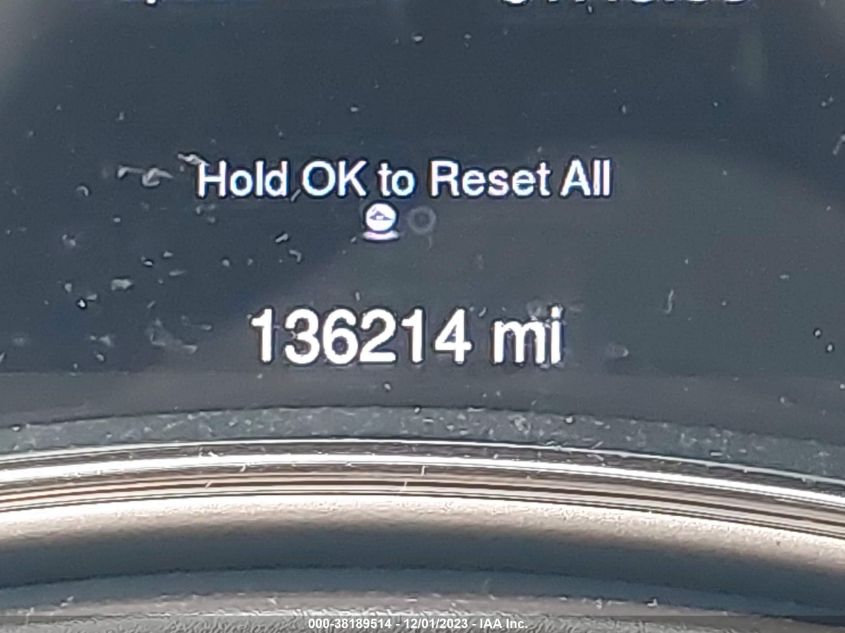 Hold OK to Reset All
136214 mi
000-38189514 - 12/01/2023 - IAA Inc.